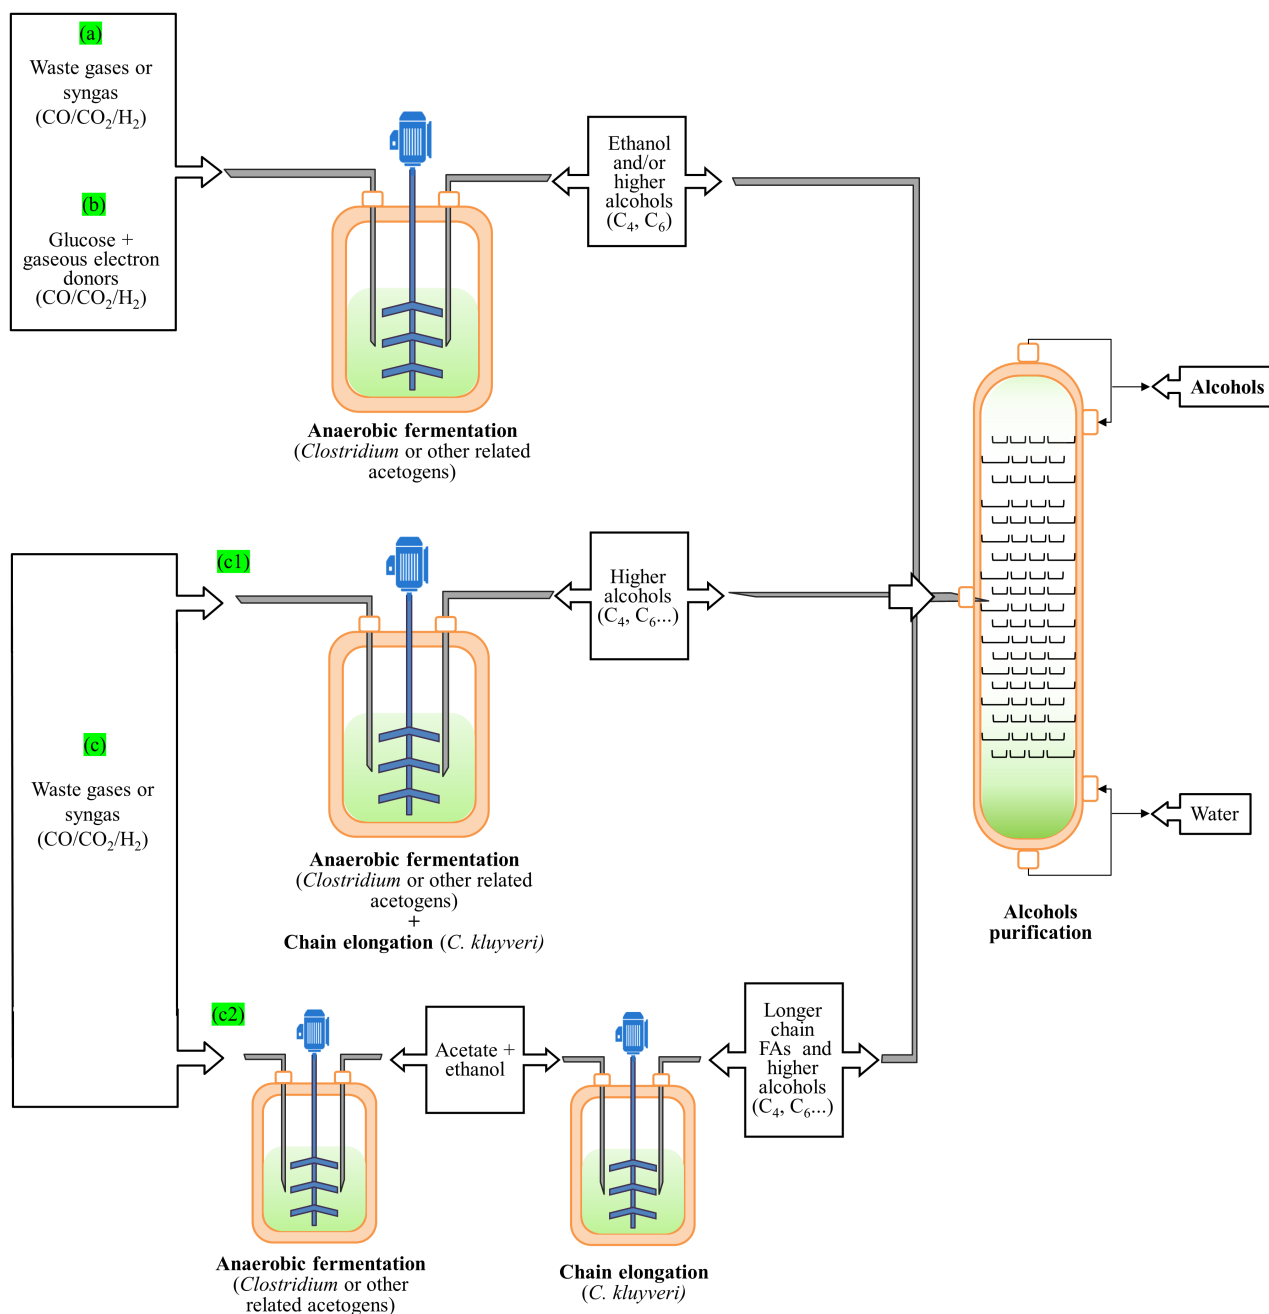 (a)
Waste gases or
syngas
(CO/CO₂/H₂)
(b)
Glucose +
gaseous electron
donors
(CO/CO₂/H₂)
Ethanol
and/or
higher
alcohols
(C₄, C₆)
Anaerobic fermentation
(Clostridium or other related
acetogens)
Alcohols
(c1)
Higher
alcohols
(C₄, C₆...)
(c)
Waste gases or
syngas
(CO/CO₂/H₂)
Anaerobic fermentation
(Clostridium or other related
acetogens)
+
Chain elongation (C. kluyveri)
Water
Alcohols
purification
(c2)
Acetate +
ethanol
Longer
chain
FAs and
higher
alcohols
(C₄, C₆...)
Anaerobic fermentation
(Clostridium or other
related acetogens)
Chain elongation
(C. kluyveri)